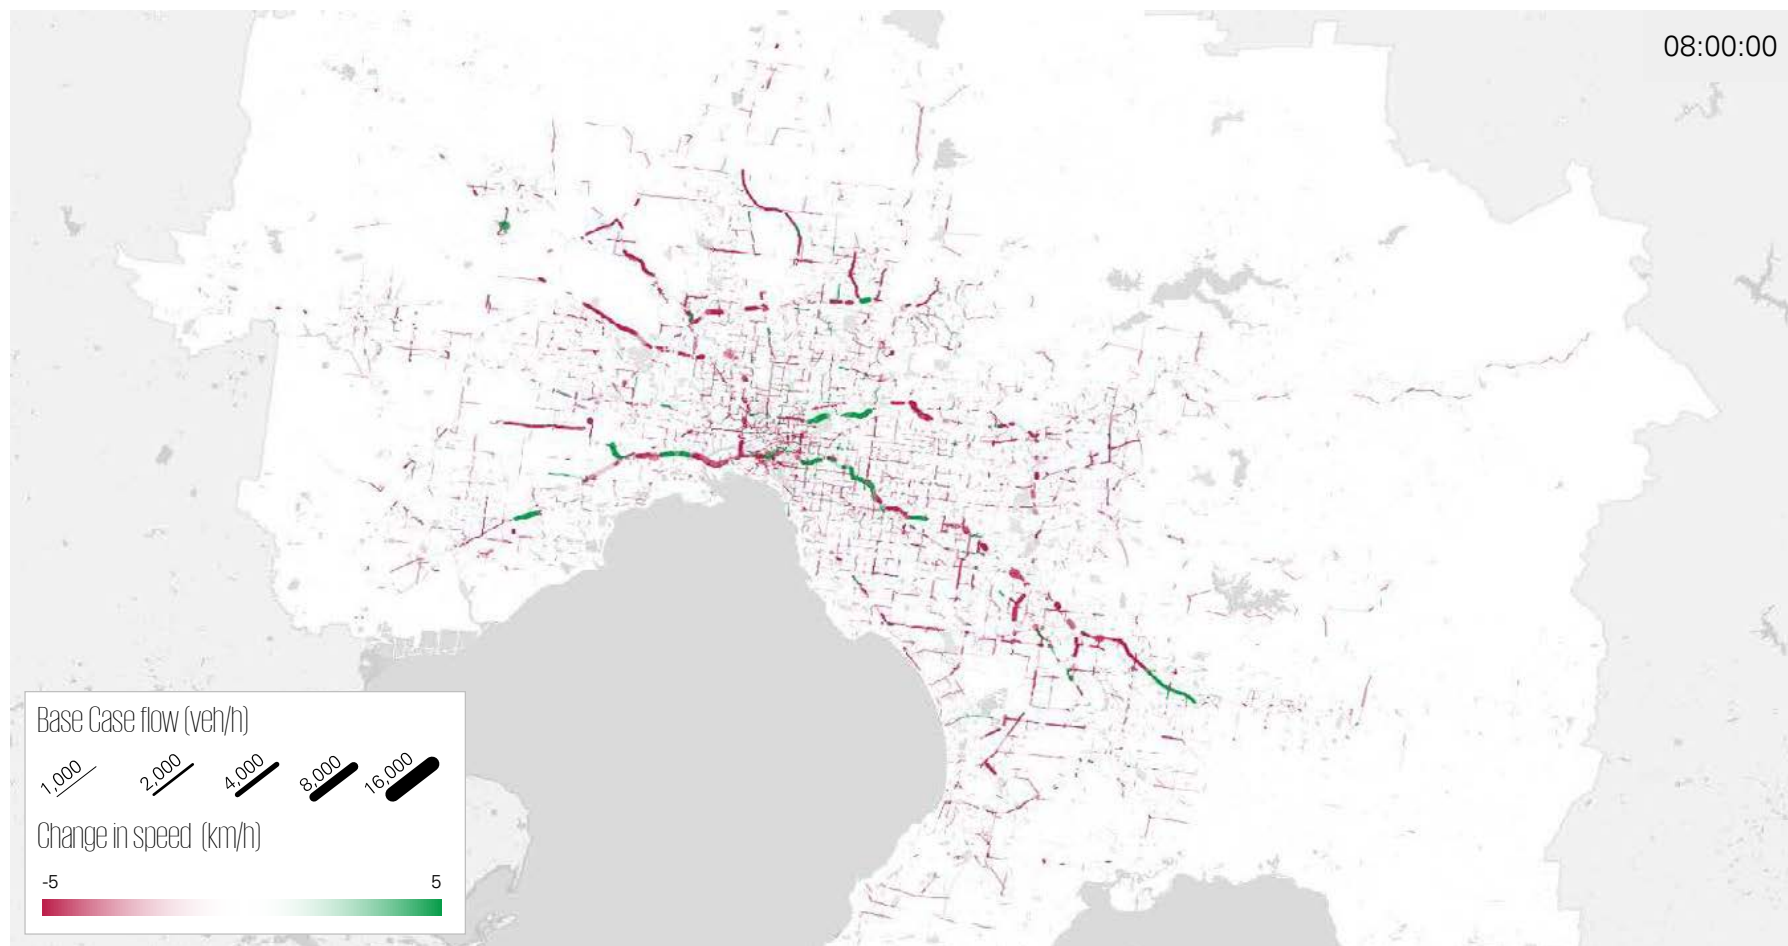 08:00:00
Base Case flow (veh/h)
1,000 2,000 4,000 8,000 16,000
Change in speed (km/h)
-5 5